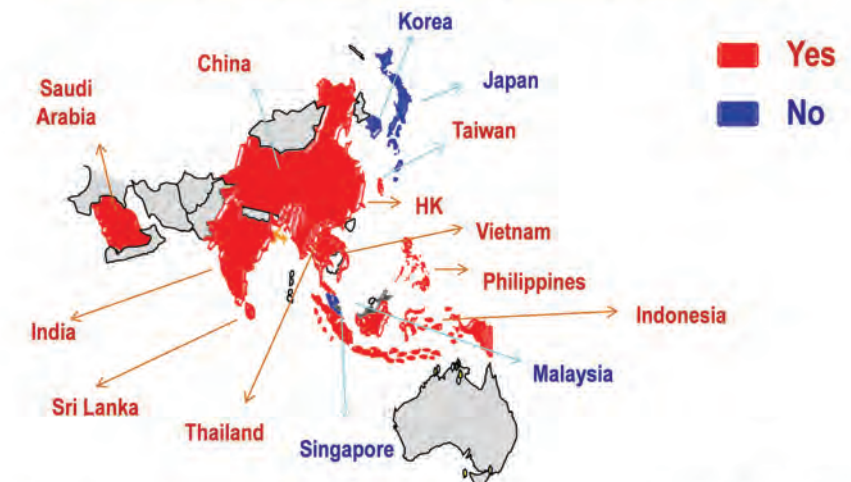 Korea
Yes
China
Japan
No
Saudi
Arabia
Taiwan
HK
Vietnam
Philippines
Indonesia
India
Malaysia
Sri Lanka
Thailand
Singapore